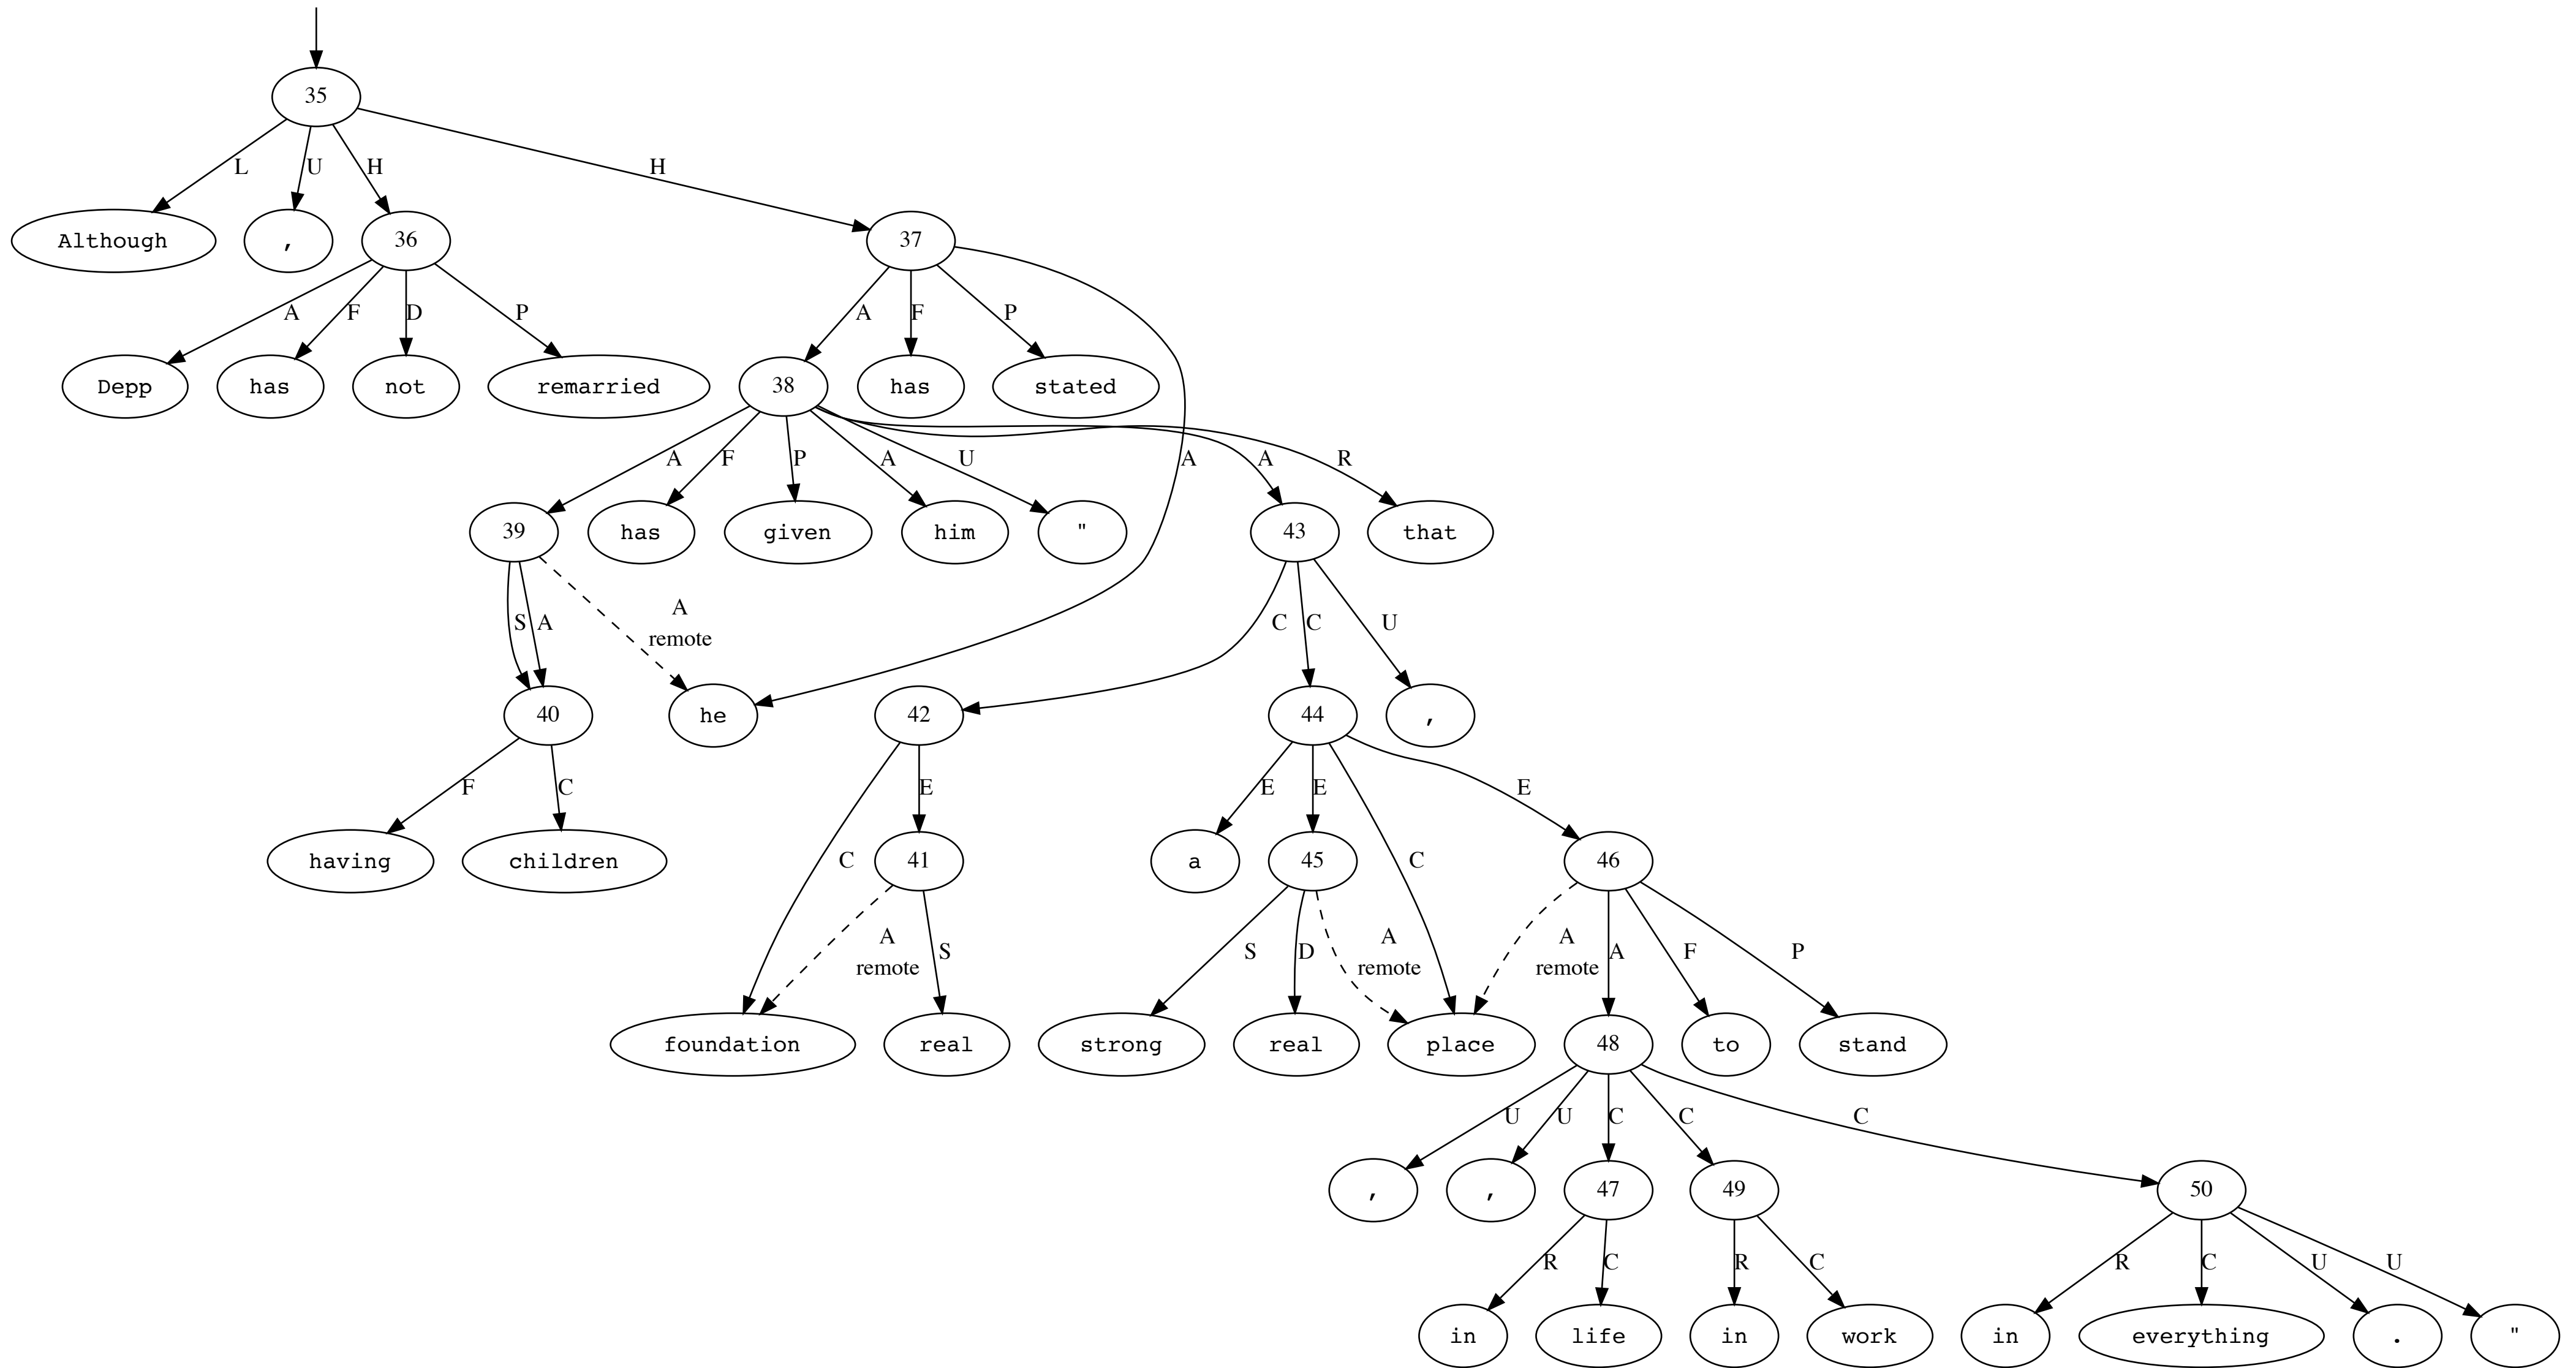 35
L U H H
Although , 36 37
A F D P A F P
Depp has not remarried 38 has stated
A F P A U A A R
39 has given him " 43 that
S A A remote C C U
40 he 42 44 ,
F C C E E E C E
having children 41 a 45 46
A remote S S D A remote A remote A F P
foundation real strong real place 48 to stand
U U C C C
, , 47 49 50
R C R C R C U U
in life in work in everything . "